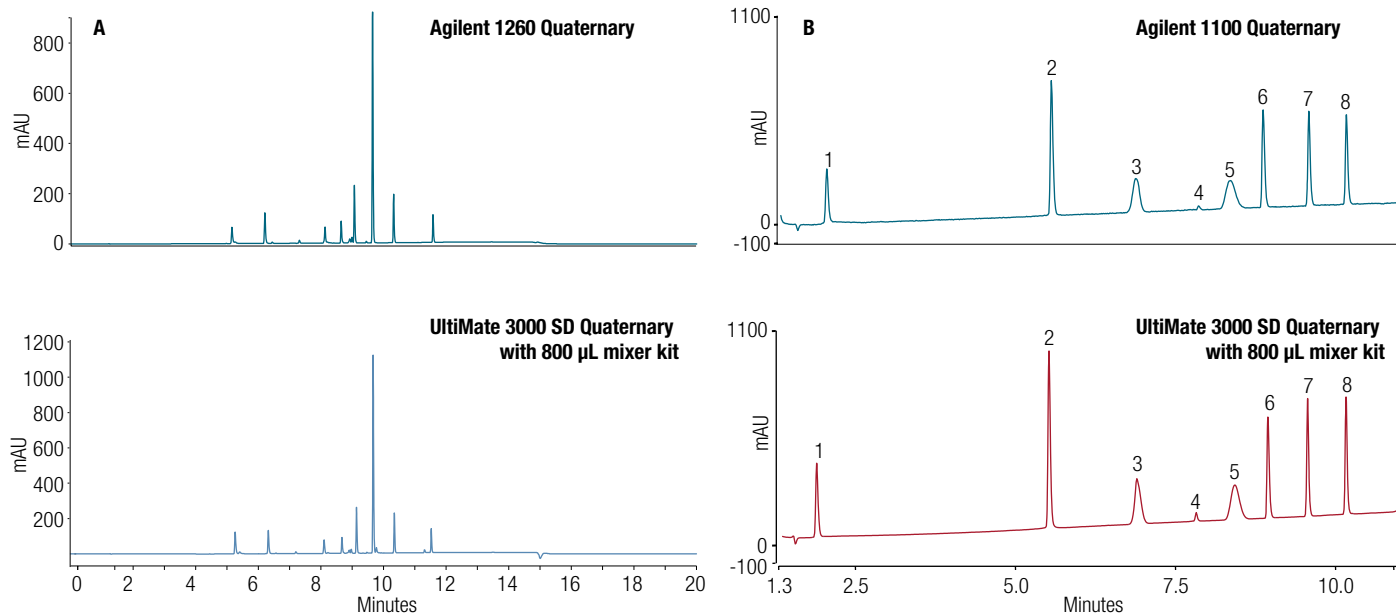 A
Agilent 1260 Quaternary
mAU
800
600
400
200
0
UltiMate 3000 SD Quaternary
with 800 µL mixer kit
mAU
1200
1000
800
600
400
200
0 2 4 6 8 10 12 14 16 18 20
Minutes
B
Agilent 1100 Quaternary
mAU
1100
0
-100
1 2 3 4 5 6 7 8
UltiMate 3000 SD Quaternary
with 800 µL mixer kit
mAU
1100
0
-100
1 2 3 4 5 6 7 8
1.3 2.5 5.0 7.5 10.0
Minutes